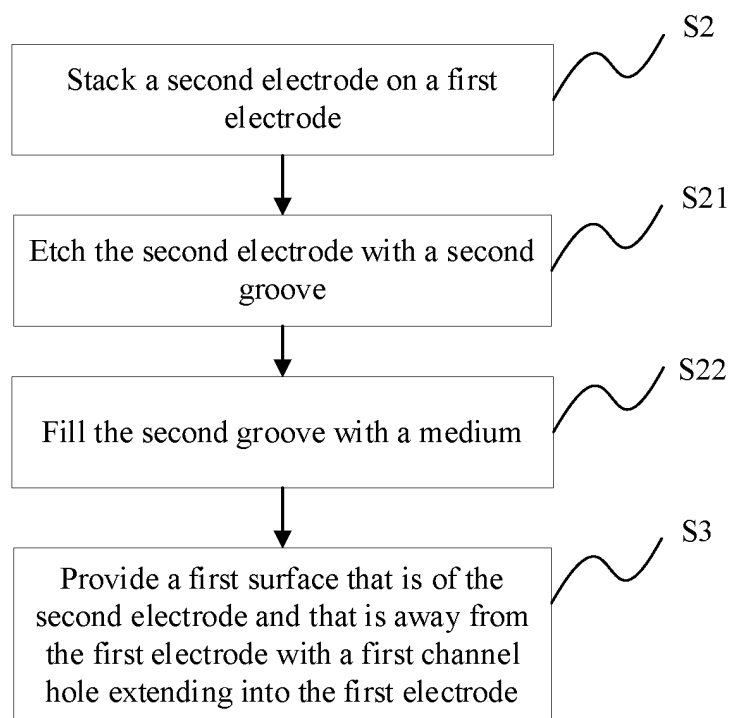 S2
Stack a second electrode on a first
electrode
S21
Etch the second electrode with a second
groove
S22
Fill the second groove with a medium
S3
Provide a first surface that is of the
second electrode and that is away from
the first electrode with a first channel
hole extending into the first electrode